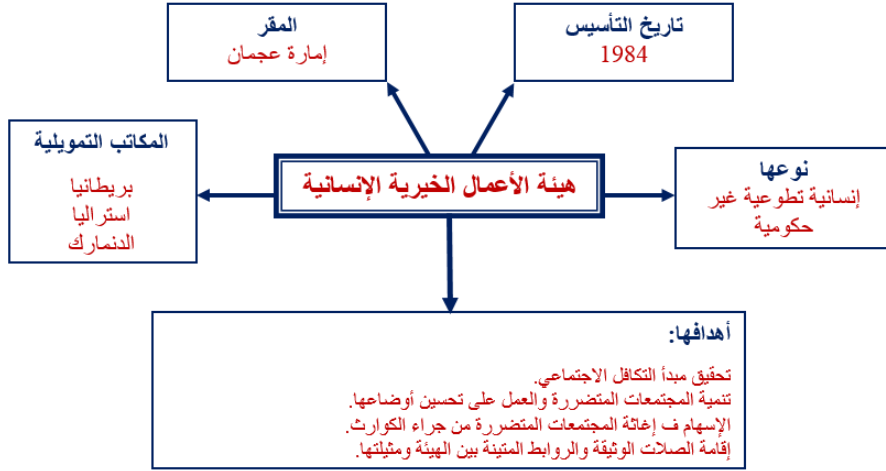 تاريخ التأسيس
1984
المقر
إمارة عجمان
نوعها
إنسانية تطوعية غير
حكومية
هيئة الأعمال الخيرية الإنسانية
المكاتب التمويلية
بريطانيا
استراليا
الدنمارك
أهدافها:
تحقيق مبدأ التكافل الاجتماعي.
تنمية المجتمعات المتضررة والعمل على تحسين أوضاعها.
الإسهام ف إغاثة المجتمعات المتضررة من جراء الكوارث.
إقامة الصلات الوثيقة والروابط المتينة بين الهيئة ومثيلتها.